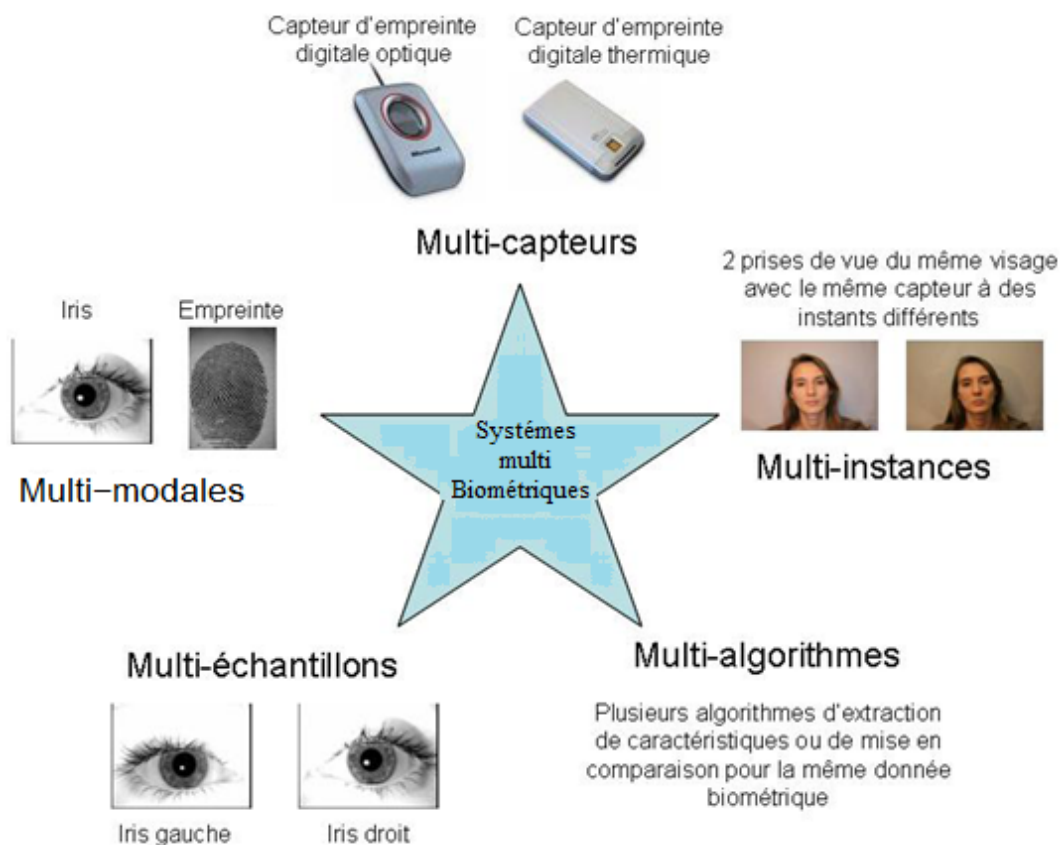 Capteur d'empreinte
digitale optique
Capteur d'empreinte
digitale thermique
Microsoft
Multi-capteurs
2 prises de vue du même visage
avec le même capteur à des
instants différents
Multi-instances
Iris
Empreinte
Multi-modales
Systémes
multi
Biométriques
Multi-échantillons
Iris gauche
Iris droit
Multi-algorithmes
Plusieurs algorithmes d'extraction
de caractéristiques ou de mise en
comparaison pour la même donnée
biométrique